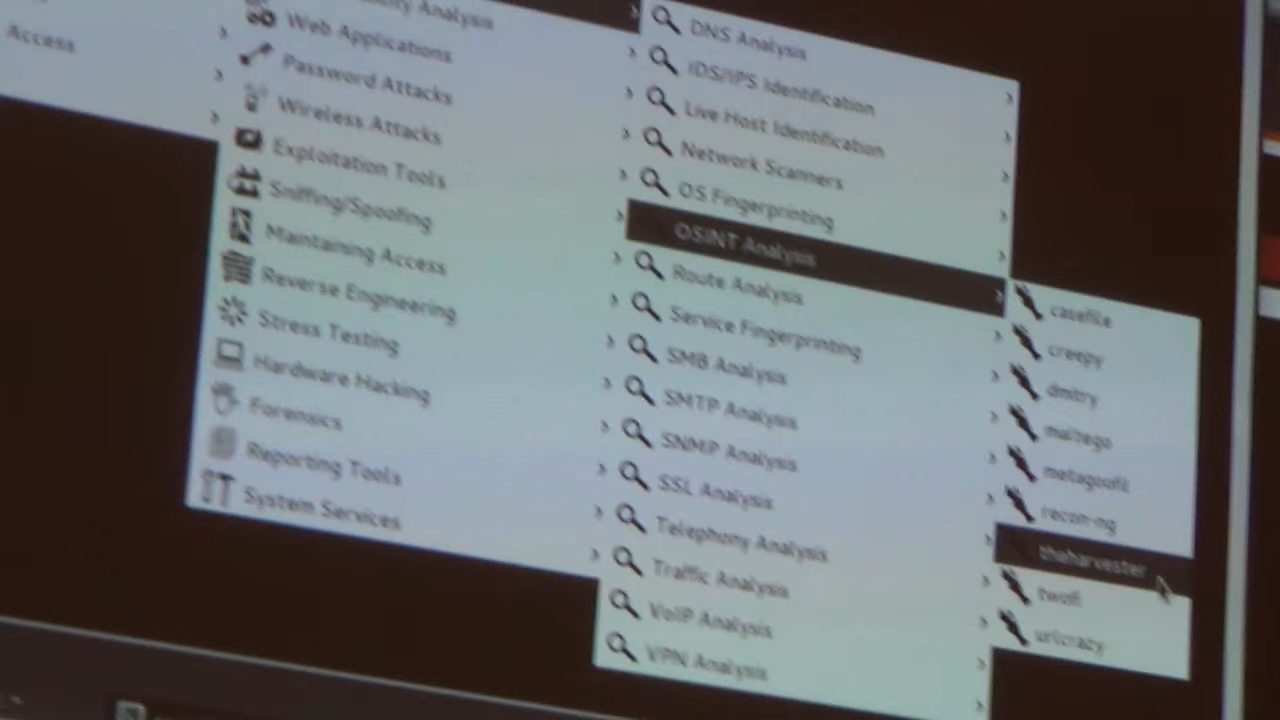 Access
Analysis
Web Applications
Password Attacks
Wireless Attacks
Exploitation Tools
Sniffing/Spoofing
Maintaining Access
Reverse Engineering
Stress Testing
Hardware Hacking
Forensics
Reporting Tools
System Services
DNS Analysis
IDS/IPS Identification
Live Host Identification
Network Scanners
OS Fingerprinting
OSINT Analysis
Route Analysis
Service Fingerprinting
SMB Analysis
SMTP Analysis
SNMP Analysis
SSL Analysis
Telephony Analysis
Traffic Analysis
VoIP Analysis
VPN Analysis
casefile
creepy
dmitry
maltego
metagoofil
recon-ng
theharvester
twofi
urlcrazy